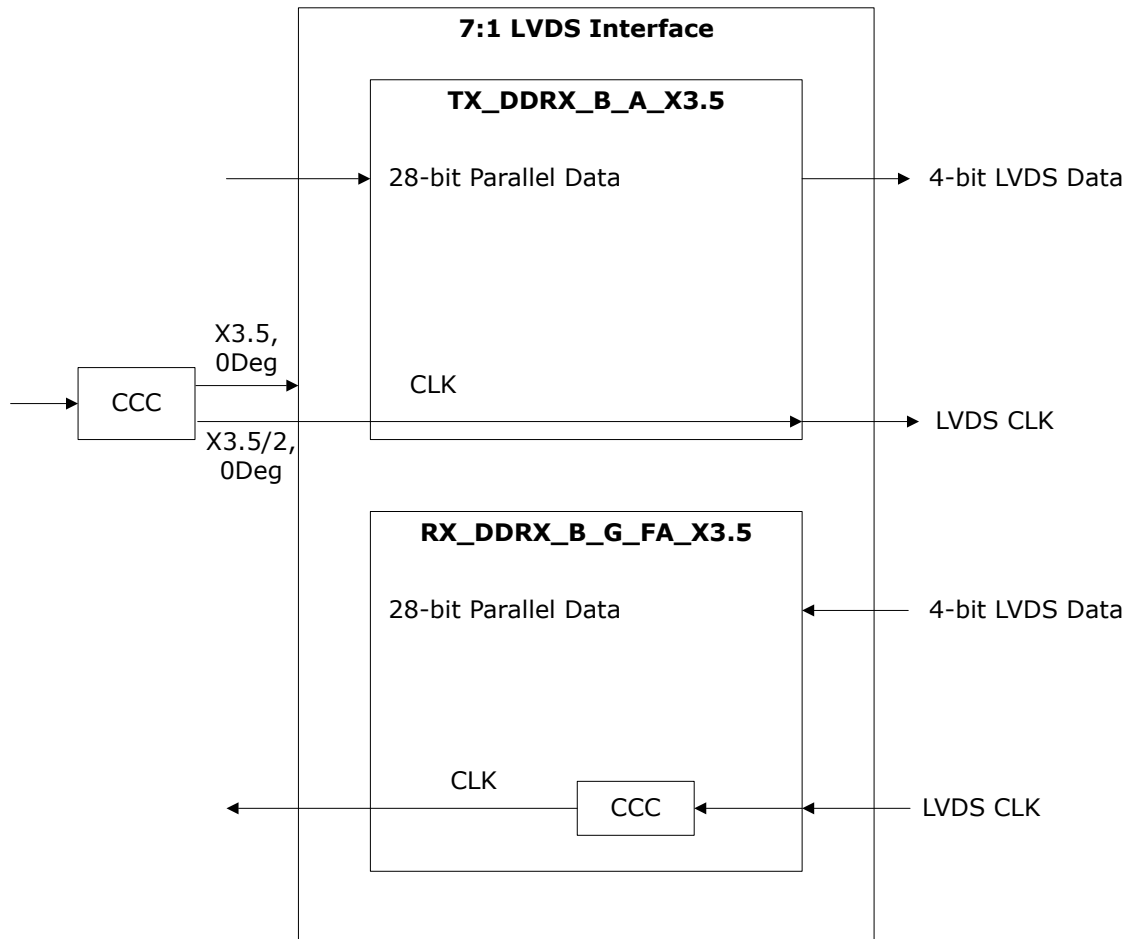 7:1 LVDS Interface
TX_DDRX_B_A_X3.5
28-bit Parallel Data
4-bit LVDS Data
X3.5,
0Deg
CLK
CCC
LVDS CLK
X3.5/2,
0Deg
RX_DDRX_B_G_FA_X3.5
28-bit Parallel Data
4-bit LVDS Data
CLK
CCC
LVDS CLK